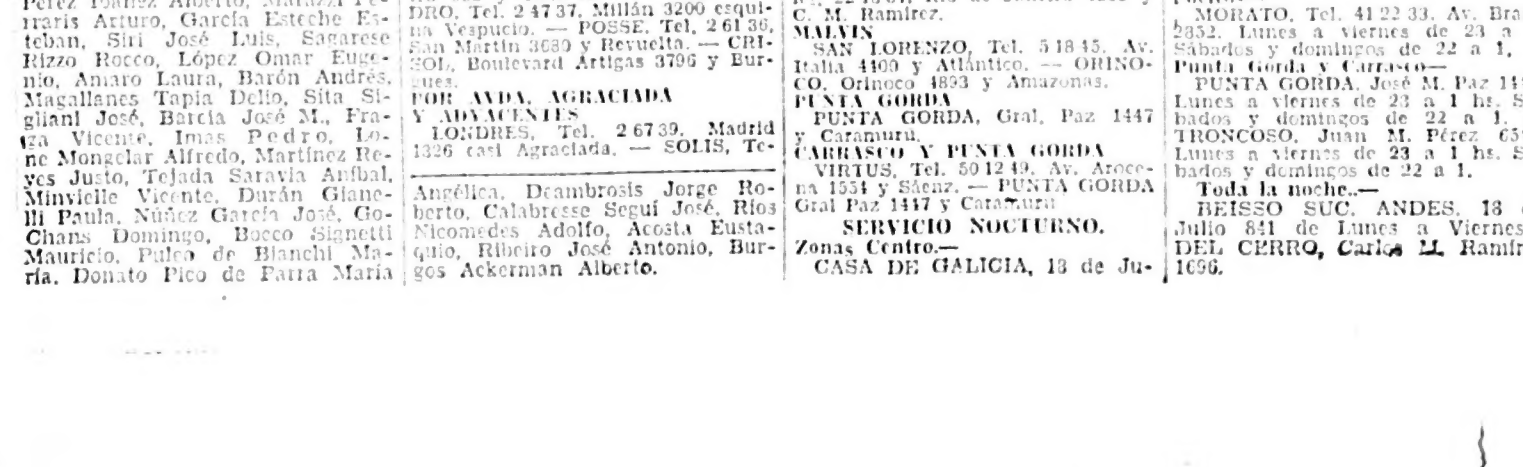 rraris Arturo, García Esteche Es-
teban, Siri José Luis, Sagarese
Rizzo Rocco, López Omar Euge-
nio, Amaro Laura, Barón Andrés,
Magallanes Tapia Delio, Sita Si-
gliani José, Barcia José M., Fra-
ga Vicente, Imas Pedro, Lo-
ne Mongelar Alfredo, Martínez Re-
yes Justo, Tejada Saravia Aníbal,
Minvielle Vicente, Durán Giane-
lli Paula, Núñez García José, Go-
Chans Domingo, Bocco Signetti
Mauricio, Pulea de Bianchi Ma-
ría, Donato Pico de Parra María
DRO, Tel. 2 47 37, Millán 3200 esqui-
na Vespucio. — POSSE, Tel. 2 61 36,
San Martín 3680 y Revuelta. — CRI-
SOL, Boulevard Artigas 3796 y Bur-
gues.
POR AVDA. AGRACIADA
Y ADYACENTES
LONDRES, Tel. 2 67 39, Madrid
1326 casi Agraciada. — SOLIS, Te-
Angélica, Deambrosis Jorge Ro-
berto, Calabresse Seguí José, Ríos
Nicomedes Adolfo, Acosta Eusta-
quio, Ribeiro José Antonio, Bur-
gos Ackerman Alberto.
C. M. Ramírez.
MALVIN
SAN LORENZO, Tel. 5 18 45, Av.
Italia 4409 y Atlántico. — ORINO-
CO, Orinoco 4893 y Amazonas.
PUNTA GORDA
PUNTA GORDA, Gral. Paz 1447
y Caramurú.
CARRASCO Y PUNTA GORDA
VIRTUS, Tel. 50 12 49, Av. Aroce-
na 1554 y Sáenz. — PUNTA GORDA
Gral Paz 1447 y Caramurú
SERVICIO NOCTURNO.
Zonas Centro.—
CASA DE GALICIA, 18 de Ju-
MORATO, Tel. 41 22 33, Av. Bra
2852. Lunes a viernes de 23 a
Sábados y domingos de 22 a 1.
Punta Gorda y Carrasco—
PUNTA GORDA, José M. Paz
Lunes a viernes de 23 a 1 hs. S
bados y domingos de 22 a 1.
TRONCOSO, Juan M. Pérez
Lunes a viernes de 23 a 1 hs. S
bados y domingos de 22 a 1.
Toda la noche..—
BEISSO SUC. ANDES, 18
Julio 841 de Lunes a Viernes
DEL CERRO, Carlos M. Ramír
1696.